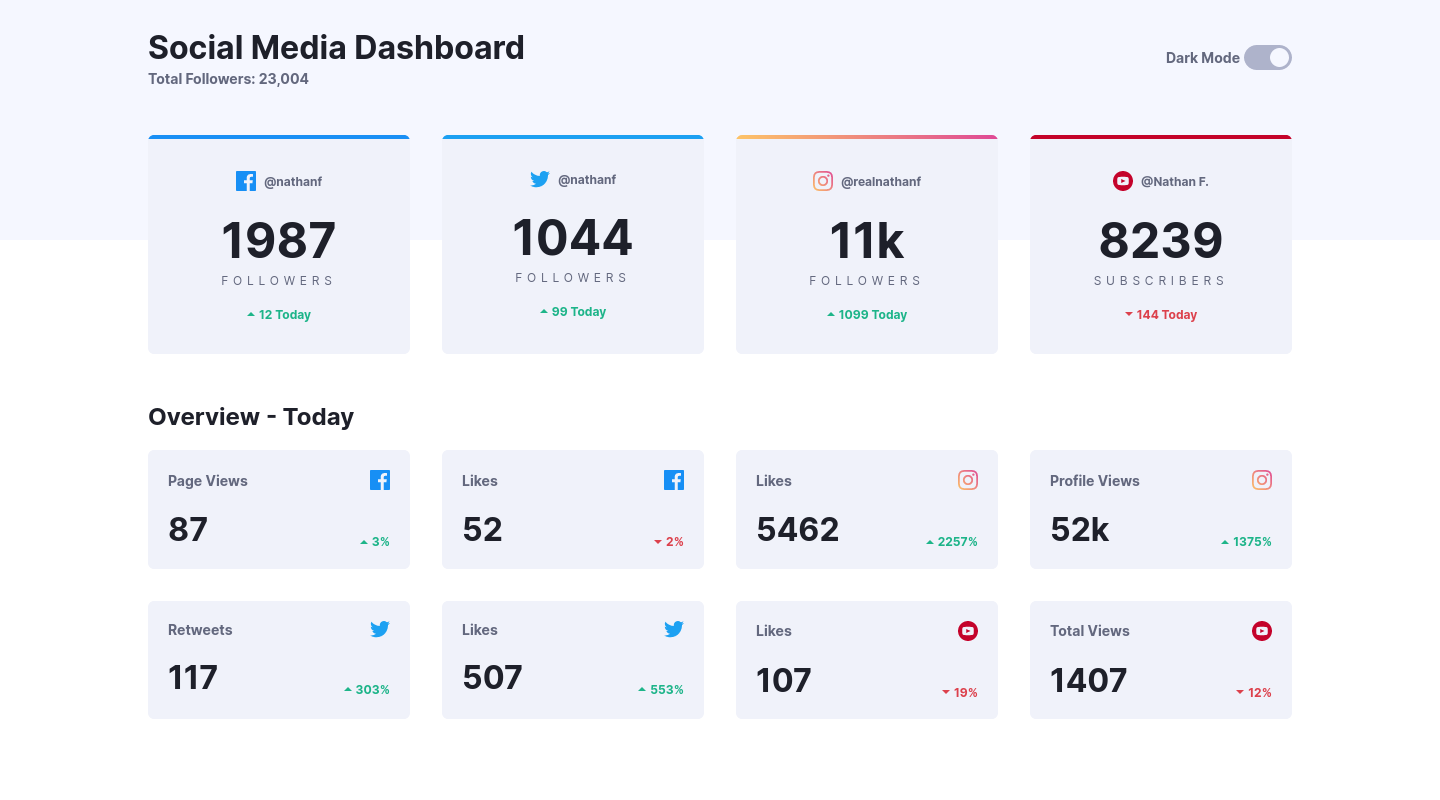 Social Media Dashboard
Total Followers: 23,004
Dark Mode
@nathanf
1987
FOLLOWERS
12 Today
@nathanf
1044
FOLLOWERS
99 Today
@realnathanf
11k
FOLLOWERS
1099 Today
@Nathan F.
8239
SUBSCRIBERS
144 Today
Overview - Today
Page Views
87
3%
Likes
52
2%
Likes
5462
2257%
Profile Views
52k
1375%
Retweets
117
303%
Likes
507
553%
Likes
107
19%
Total Views
1407
12%